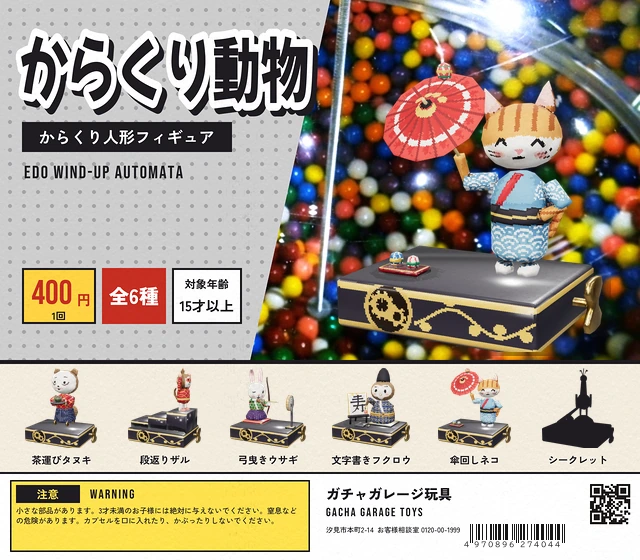 からくり動物
からくり人形フィギュア
EDO WIND-UP AUTOMATA
400円
1回
全6種
対象年齢
15才以上
寿
茶運びタヌキ
段返りザル
弓曳きウサギ
文字書きフクロウ
傘回しネコ
シークレット
注意 WARNING
小さな部品があります。3才未満のお子様には絶対に与えないでください。窒息など
の危険があります。カプセルを口に入れたり、かぶったりしないでください。
ガチャガレージ玩具
GACHA GARAGE TOYS
汐見市本町2-14 お客様相談室 0120-00-1999
4 970896 274044